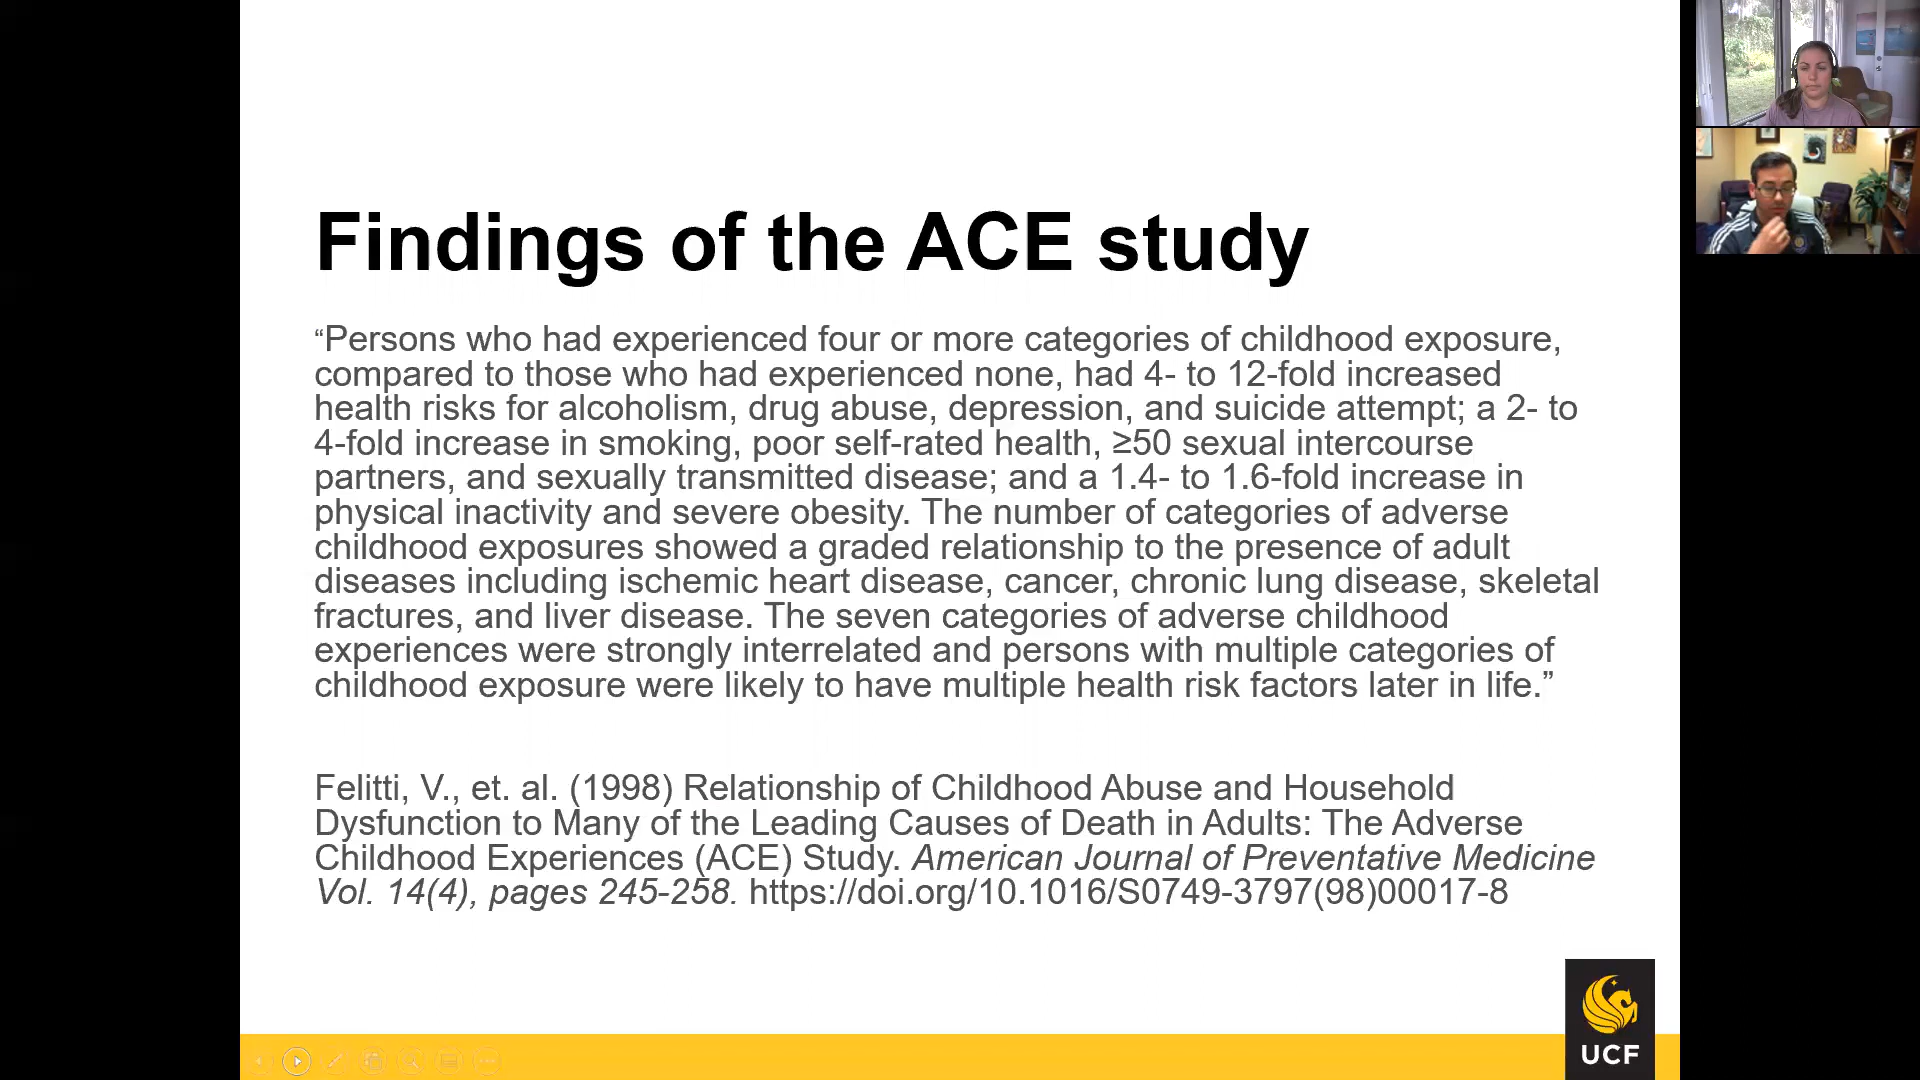 Findings of the ACE study
“Persons who had experienced four or more categories of childhood exposure,
compared to those who had experienced none, had 4- to 12-fold increased
health risks for alcoholism, drug abuse, depression, and suicide attempt; a 2- to
4-fold increase in smoking, poor self-rated health, ≥50 sexual intercourse
partners, and sexually transmitted disease; and a 1.4- to 1.6-fold increase in
physical inactivity and severe obesity. The number of categories of adverse
childhood exposures showed a graded relationship to the presence of adult
diseases including ischemic heart disease, cancer, chronic lung disease, skeletal
fractures, and liver disease. The seven categories of adverse childhood
experiences were strongly interrelated and persons with multiple categories of
childhood exposure were likely to have multiple health risk factors later in life.”
Felitti, V., et. al. (1998) Relationship of Childhood Abuse and Household
Dysfunction to Many of the Leading Causes of Death in Adults: The Adverse
Childhood Experiences (ACE) Study. American Journal of Preventative Medicine
Vol. 14(4), pages 245-258. https://doi.org/10.1016/S0749-3797(98)00017-8
UCF